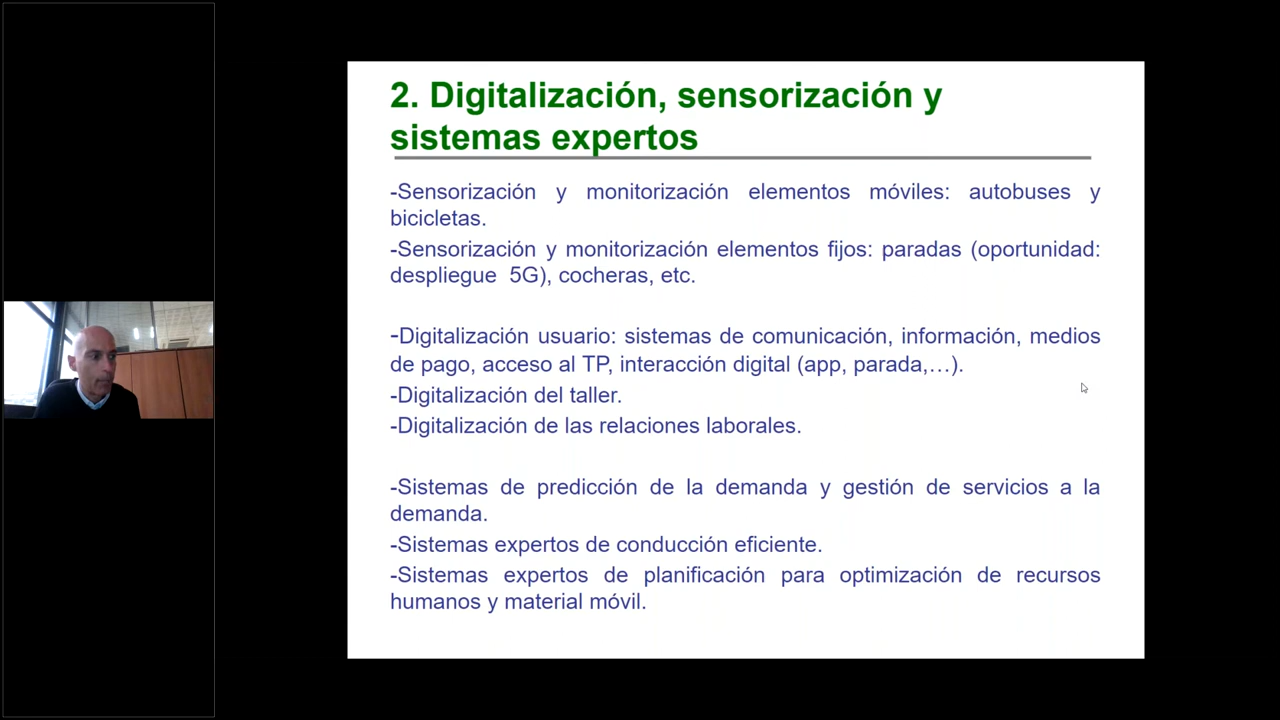 2. Digitalización, sensorización y
sistemas expertos
-Sensorización y monitorización elementos móviles: autobuses y
bicicletas.
-Sensorización y monitorización elementos fijos: paradas (oportunidad:
despliegue 5G), cocheras, etc.
-Digitalización usuario: sistemas de comunicación, información, medios
de pago, acceso al TP, interacción digital (app, parada,…).
-Digitalización del taller.
-Digitalización de las relaciones laborales.
-Sistemas de predicción de la demanda y gestión de servicios a la
demanda.
-Sistemas expertos de conducción eficiente.
-Sistemas expertos de planificación para optimización de recursos
humanos y material móvil.